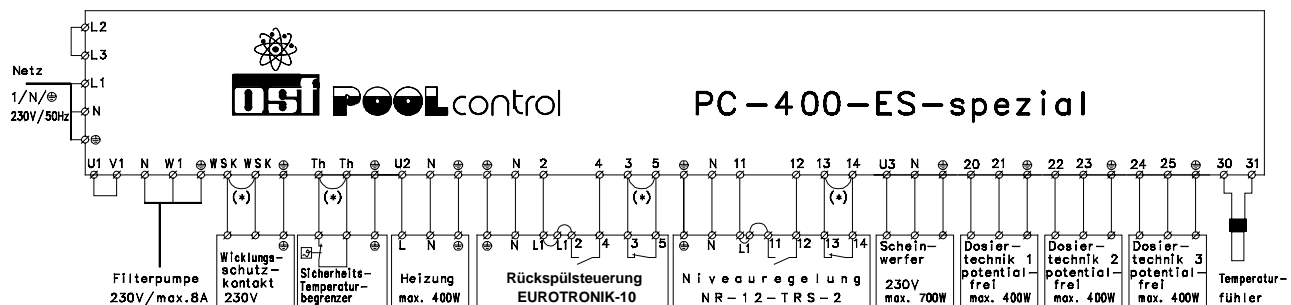 L2
L3
Netz
L1
1/N/⏚
N
230V/50Hz
osf POOL control
PC-400-ES-spezial
U1 V1 N W1 ⏚ WSK WSK ⏚ Th Th ⏚ U2 N ⏚ ⏚ N 2 4 3 5 ⏚ N 11 12 13 14 U3 N ⏚ 20 21 ⏚ 22 23 ⏚ 24 25 ⏚ 30 31
(*) (*) (*) (*)
L N ⏚ ⏚ N L1 L1 2 4 3 5 ⏚ N L1 11 12 13 14
Filterpumpe
230V/max.8A
Wicklungs-
schutz-
kontakt
230V
Sicherheits-
Temperatur-
begrenzer
Heizung
max. 400W
Rückspülsteuerung
EUROTRONIK-10
Niveauregelung
NR-12-TRS-2
Schein-
werfer
230V
max. 700W
Dosier-
technik 1
potential-
frei
max. 400W
Dosier-
technik 2
potential-
frei
max. 400W
Dosier-
technik 3
potential-
frei
max. 400W
Temperatur-
fühler